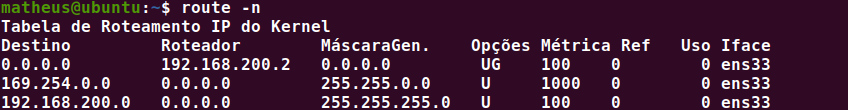 matheus@ubuntu:~$ route -n
Tabela de Roteamento IP do Kernel
Destino Roteador MáscaraGen. Opções Métrica Ref Uso Iface
0.0.0.0 192.168.200.2 0.0.0.0 UG 100 0 0 ens33
169.254.0.0 0.0.0.0 255.255.0.0 U 1000 0 0 ens33
192.168.200.0 0.0.0.0 255.255.255.0 U 100 0 0 ens33